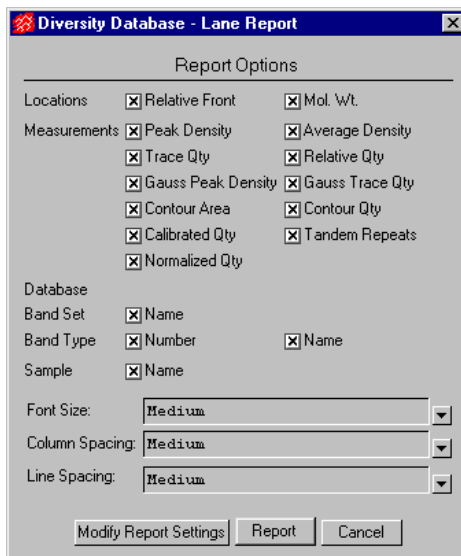 Diversity Database - Lane Report
Report Options
Locations Relative Front Mol. Wt.
Measurements Peak Density Average Density
Trace Qty Relative Qty
Gauss Peak Density Gauss Trace Qty
Contour Area Contour Qty
Calibrated Qty Tandem Repeats
Normalized Qty
Database
Band Set Name
Band Type Number Name
Sample Name
Font Size: Medium
Column Spacing: Medium
Line Spacing: Medium
Modify Report Settings Report Cancel